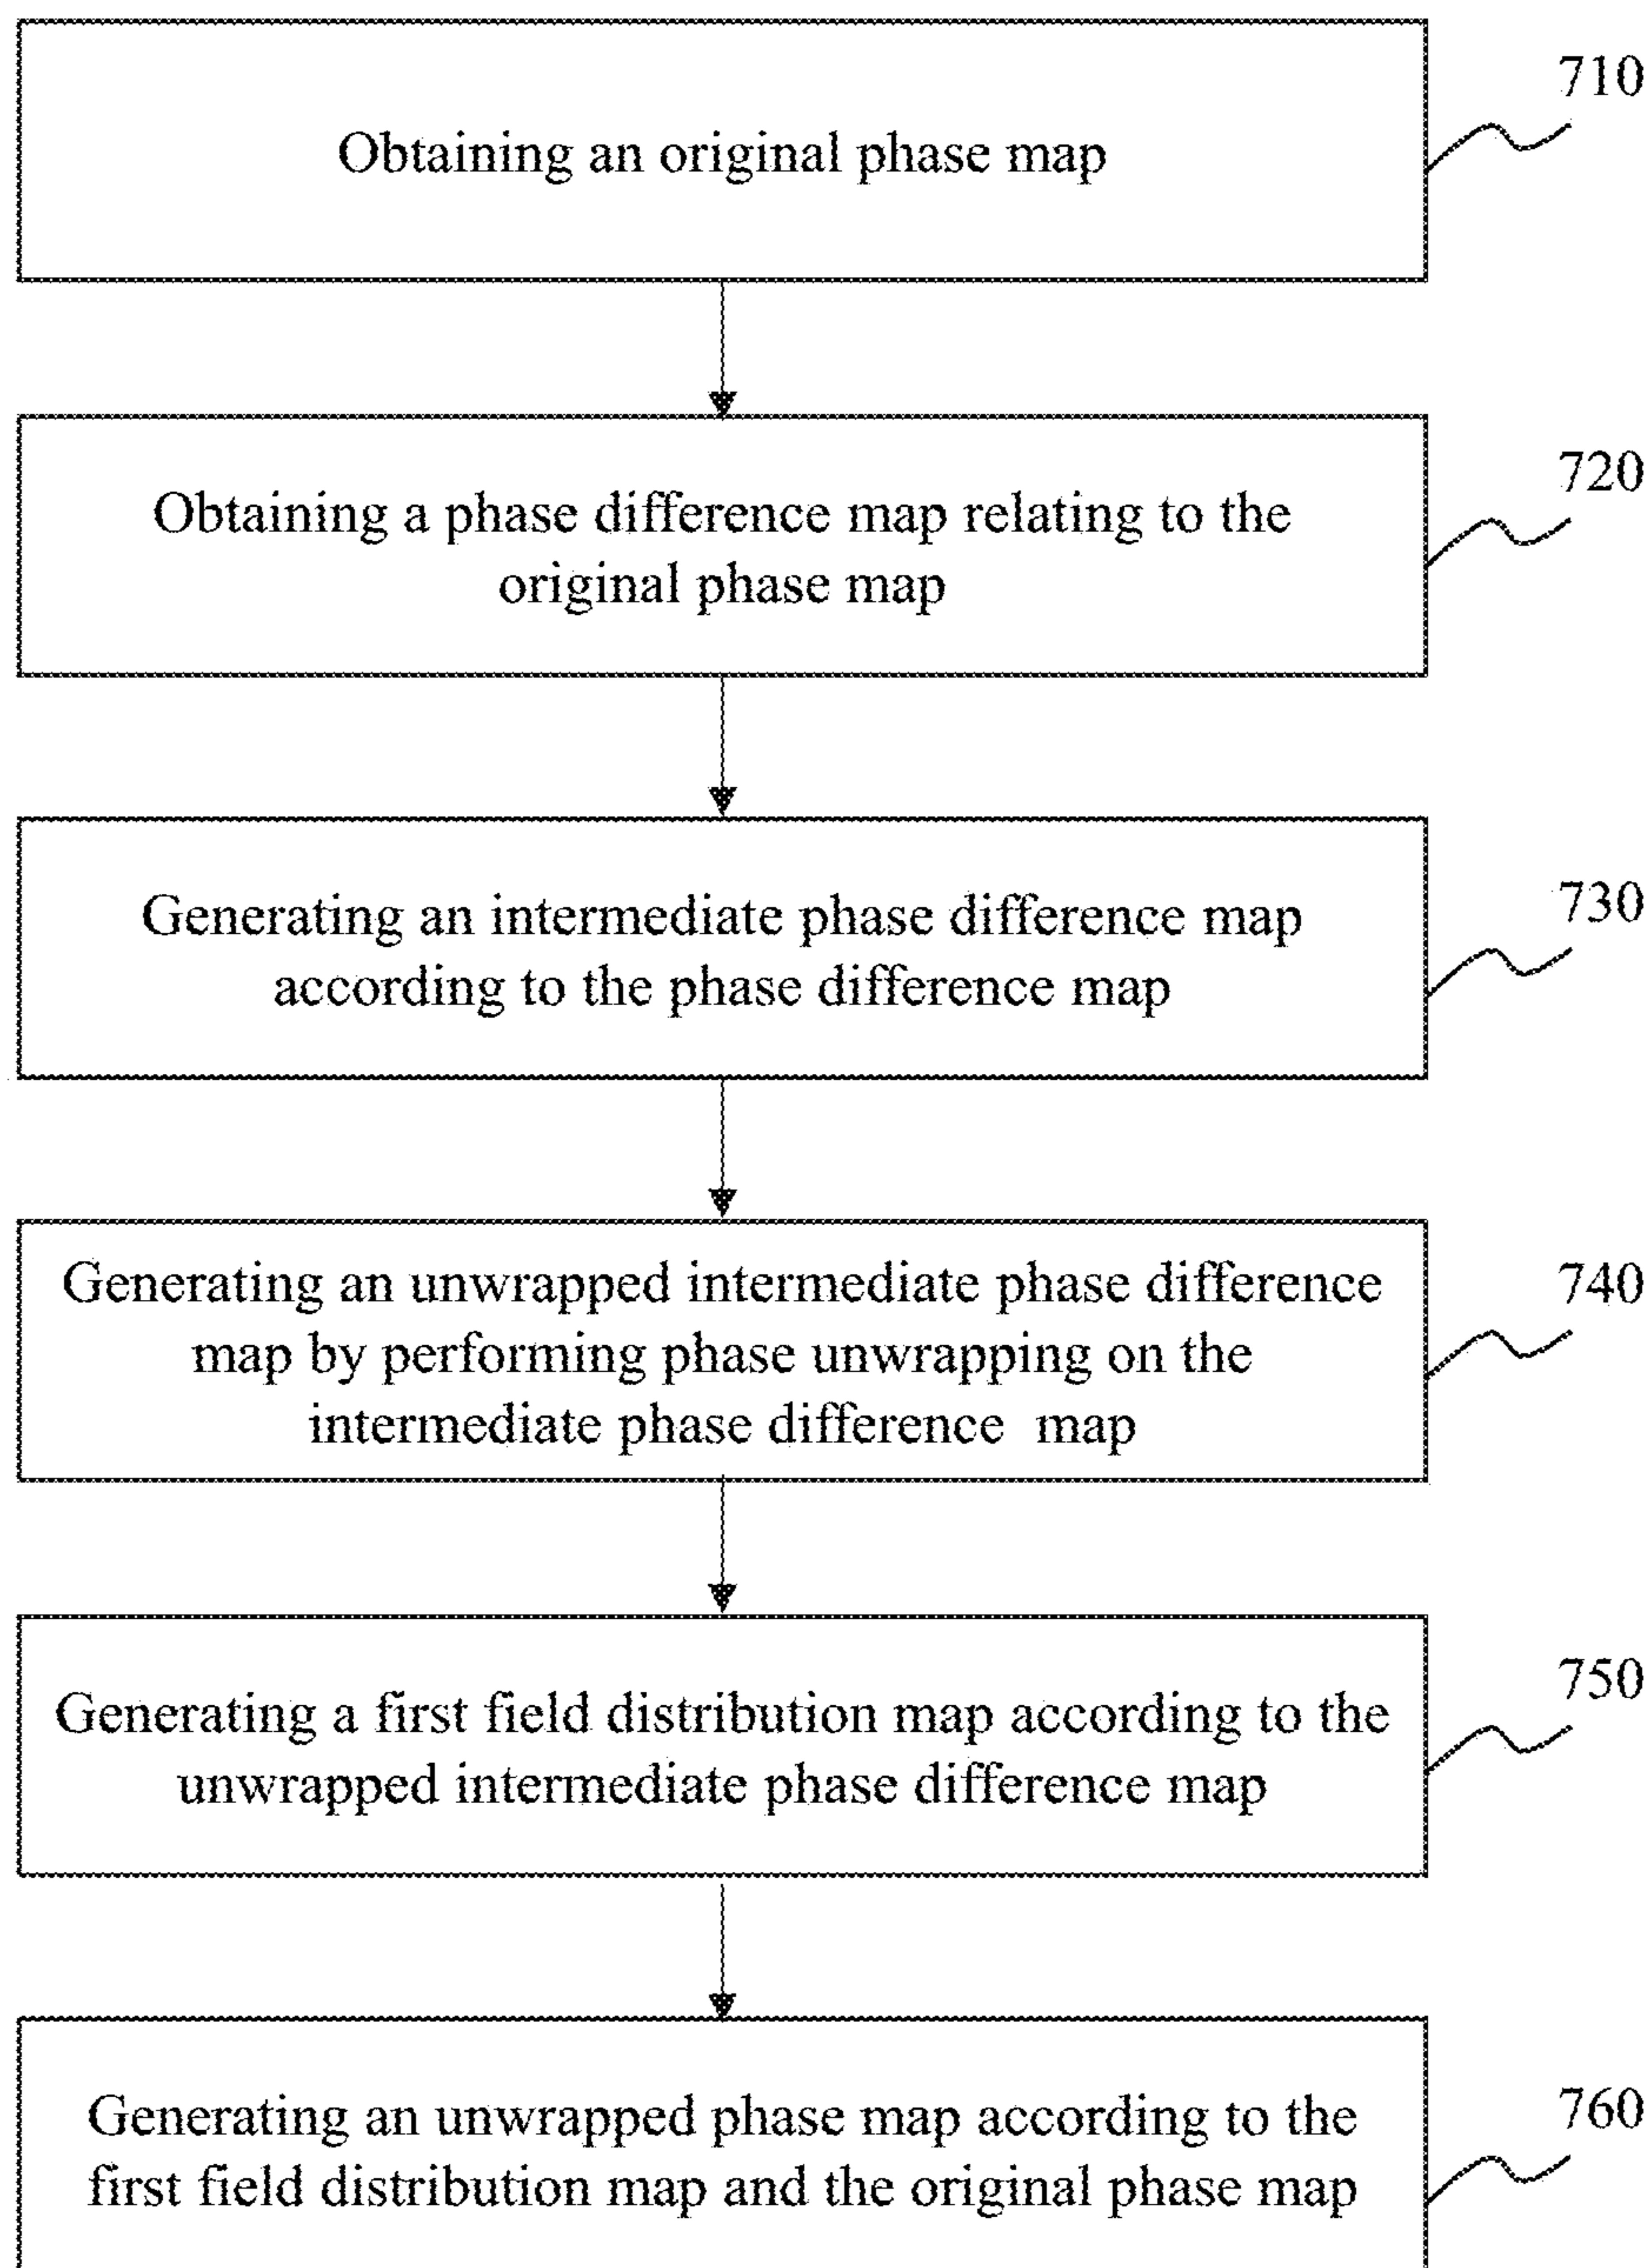 710
Obtaining an original phase map
720
Obtaining a phase difference map relating to the
original phase map
730
Generating an intermediate phase difference map
according to the phase difference map
740
Generating an unwrapped intermediate phase difference
map by performing phase unwrapping on the
intermediate phase difference map
750
Generating a first field distribution map according to the
unwrapped intermediate phase difference map
760
Generating an unwrapped phase map according to the
first field distribution map and the original phase map